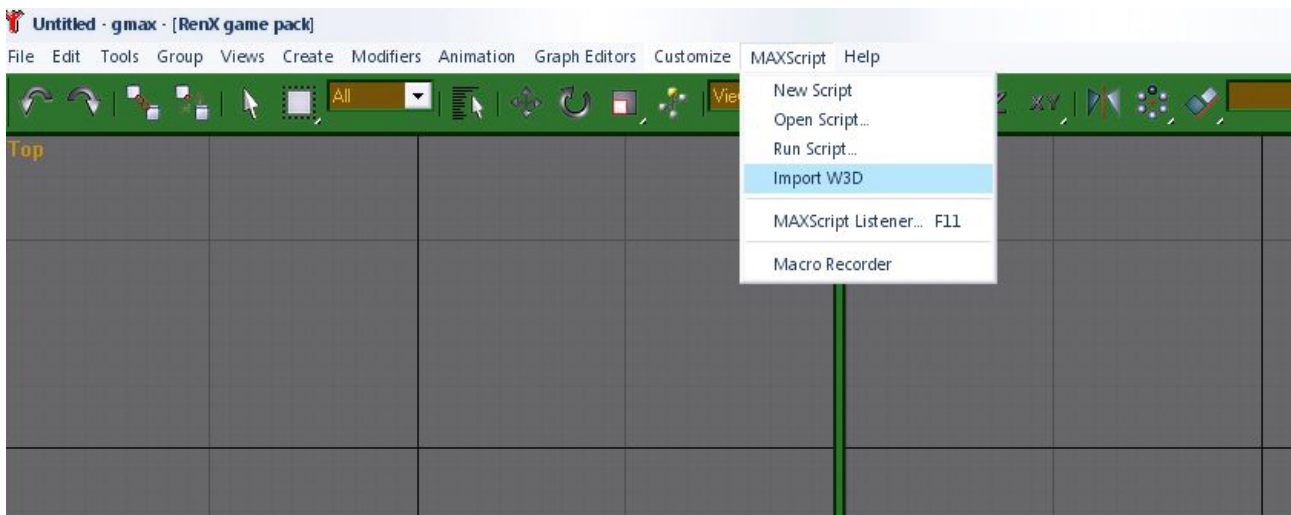 Untitled - gmax - [RenX game pack]
File Edit Tools Group Views Create Modifiers Animation Graph Editors Customize MAXScript Help
All
XY
Top
New Script
Open Script...
Run Script...
Import W3D
MAXScript Listener... F11
Macro Recorder